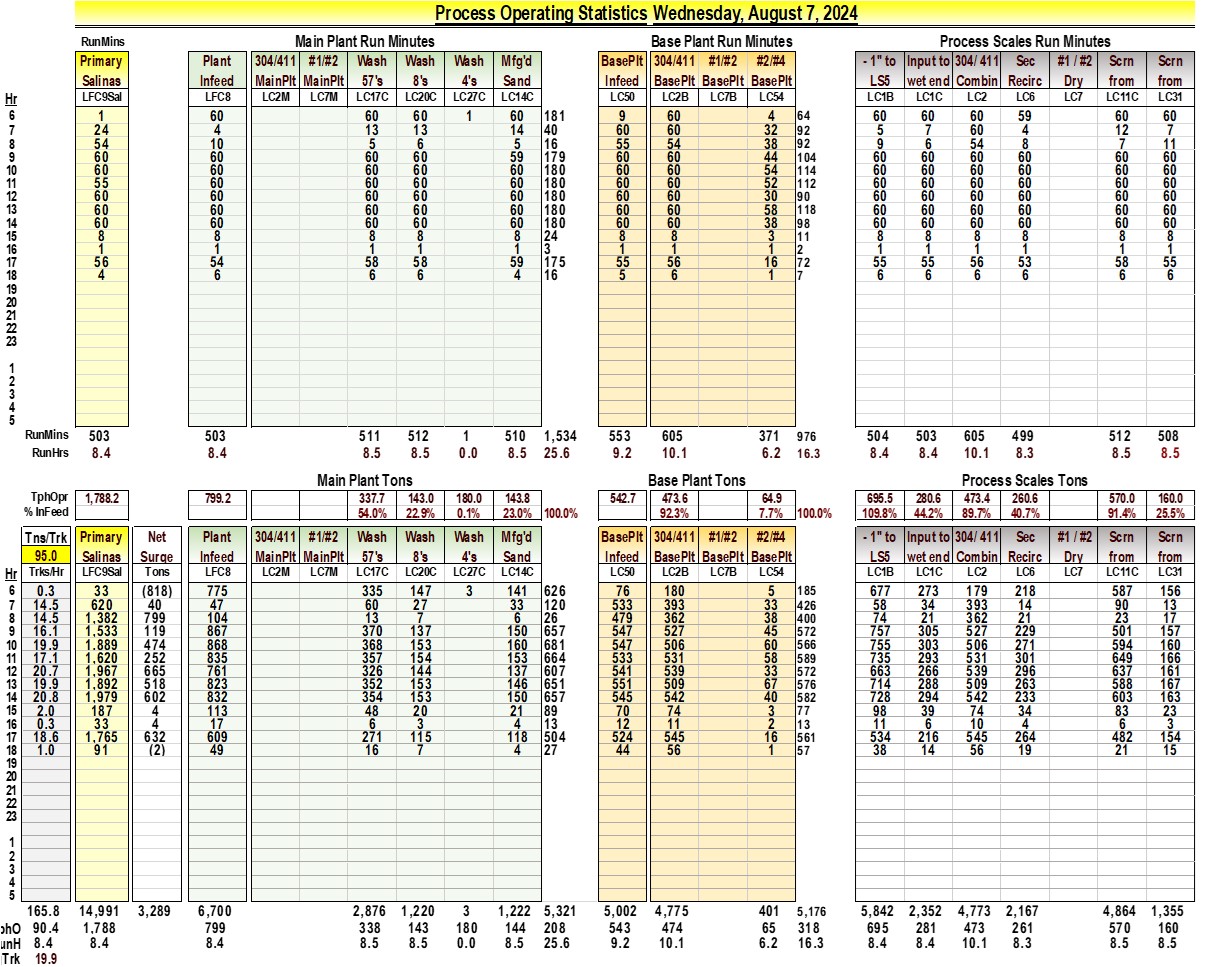 Process Operating Statistics Wednesday, August 7, 2024
RunMins Main Plant Run Minutes Base Plant Run Minutes Process Scales Run Minutes
Primary Plant 304/411 #1/#2 Wash Wash Wash Mfg'd BasePlt 304/411 #1/#2 #2/#4 - 1" to Input to 304/ 411 Sec #1 / #2 Scrn Scrn
Salinas Infeed MainPlt MainPlt 57's 8's 4's Sand Infeed BasePlt BasePlt BasePlt LS5 wet end Combin Recirc Dry from from
Hr LFC9Sal LFC8 LC2M LC7M LC17C LC20C LC27C LC14C LC50 LC2B LC7B LC54 LC1B LC1C LC2 LC6 LC7 LC11C LC31
6 1 60 60 60 1 60 181 9 60 4 64 60 60 60 59 60 60
7 24 4 13 13 14 40 60 60 32 92 5 7 60 4 12 7
8 54 10 5 6 5 16 55 54 38 92 9 6 54 8 7 11
9 60 60 60 60 59 179 60 60 44 104 60 60 60 60 60 60
10 60 60 60 60 60 180 60 60 54 114 60 60 60 60 60 60
11 55 60 60 60 60 180 60 60 52 112 60 60 60 60 60 60
12 60 60 60 60 60 180 60 60 30 90 60 60 60 60 60 60
13 60 60 60 60 60 180 60 60 58 118 60 60 60 60 60 60
14 60 60 60 60 60 180 60 60 38 98 60 60 60 60 60 60
15 8 8 8 8 8 24 8 8 3 11 8 8 8 8 8 8
16 1 1 1 1 1 3 1 1 1 2 1 1 1 1 1 1
17 56 54 58 58 59 175 55 56 16 72 55 55 56 53 58 55
18 4 6 6 6 4 16 5 6 1 7 6 6 6 6 6 6
19
20
21
22
23
1
2
3
4
5
RunMins 503 503 511 512 1 510 1,534 553 605 371 976 504 503 605 499 512 508
RunHrs 8.4 8.4 8.5 8.5 0.0 8.5 25.6 9.2 10.1 6.2 16.3 8.4 8.4 10.1 8.3 8.5 8.5
Main Plant Tons Base Plant Tons Process Scales Tons
TphOpr 1,788.2 799.2 337.7 143.0 180.0 143.8 542.7 473.6 64.9 695.5 280.6 473.4 260.6 570.0 160.0
% InFeed 54.0% 22.9% 0.1% 23.0% 100.0% 92.3% 7.7% 100.0% 109.8% 44.2% 89.7% 40.7% 91.4% 25.5%
Tns/Trk Primary Net Plant 304/411 #1/#2 Wash Wash Wash Mfg'd BasePlt 304/411 #1/#2 #2/#4 - 1" to Input to 304/ 411 Sec #1 / #2 Scrn Scrn
95.0 Salinas Surge Infeed MainPlt MainPlt 57's 8's 4's Sand Infeed BasePlt BasePlt BasePlt LS5 wet end Combin Recirc Dry from from
Hr Trks/Hr LFC9Sal Tons LFC8 LC2M LC7M LC17C LC20C LC27C LC14C LC50 LC2B LC7B LC54 LC1B LC1C LC2 LC6 LC7 LC11C LC31
6 0.3 33 (818) 775 335 147 3 141 626 76 180 5 185 677 273 179 218 587 156
7 14.5 620 40 47 60 27 33 120 533 393 33 426 58 34 393 14 90 13
8 14.5 1,382 799 104 13 7 6 26 479 362 38 400 74 21 362 21 23 17
9 16.1 1,533 119 867 370 137 150 657 547 527 45 572 757 305 527 229 501 157
10 19.9 1,889 474 868 368 153 160 681 547 506 60 566 755 303 506 271 594 160
11 17.1 1,620 252 835 357 154 153 664 533 531 58 589 735 293 531 301 649 166
12 20.7 1,967 665 761 326 144 137 607 541 539 33 572 663 266 539 296 637 161
13 19.9 1,892 518 823 352 153 146 651 551 509 67 576 714 288 509 263 588 167
14 20.8 1,979 602 832 354 153 150 657 545 542 40 582 728 294 542 233 603 163
15 2.0 187 4 113 48 20 21 89 70 74 3 77 98 39 74 34 83 23
16 0.3 33 4 17 6 3 4 13 12 11 2 13 11 6 10 4 6 3
17 18.6 1,765 632 609 271 115 118 504 524 545 16 561 534 216 545 264 482 154
18 1.0 91 (2) 49 16 7 4 27 44 56 1 57 38 14 56 19 21 15
19
20
21
22
23
1
2
3
4
5
165.8 14,991 3,289 6,700 2,876 1,220 3 1,222 5,321 5,002 4,775 401 5,176 5,842 2,352 4,773 2,167 4,864 1,355
phO 90.4 1,788 799 338 143 180 144 208 543 474 65 318 695 281 473 261 570 160
unH 8.4 8.4 8.4 8.5 8.5 0.0 8.5 25.6 9.2 10.1 6.2 16.3 8.4 8.4 10.1 8.3 8.5 8.5
Trk 19.9